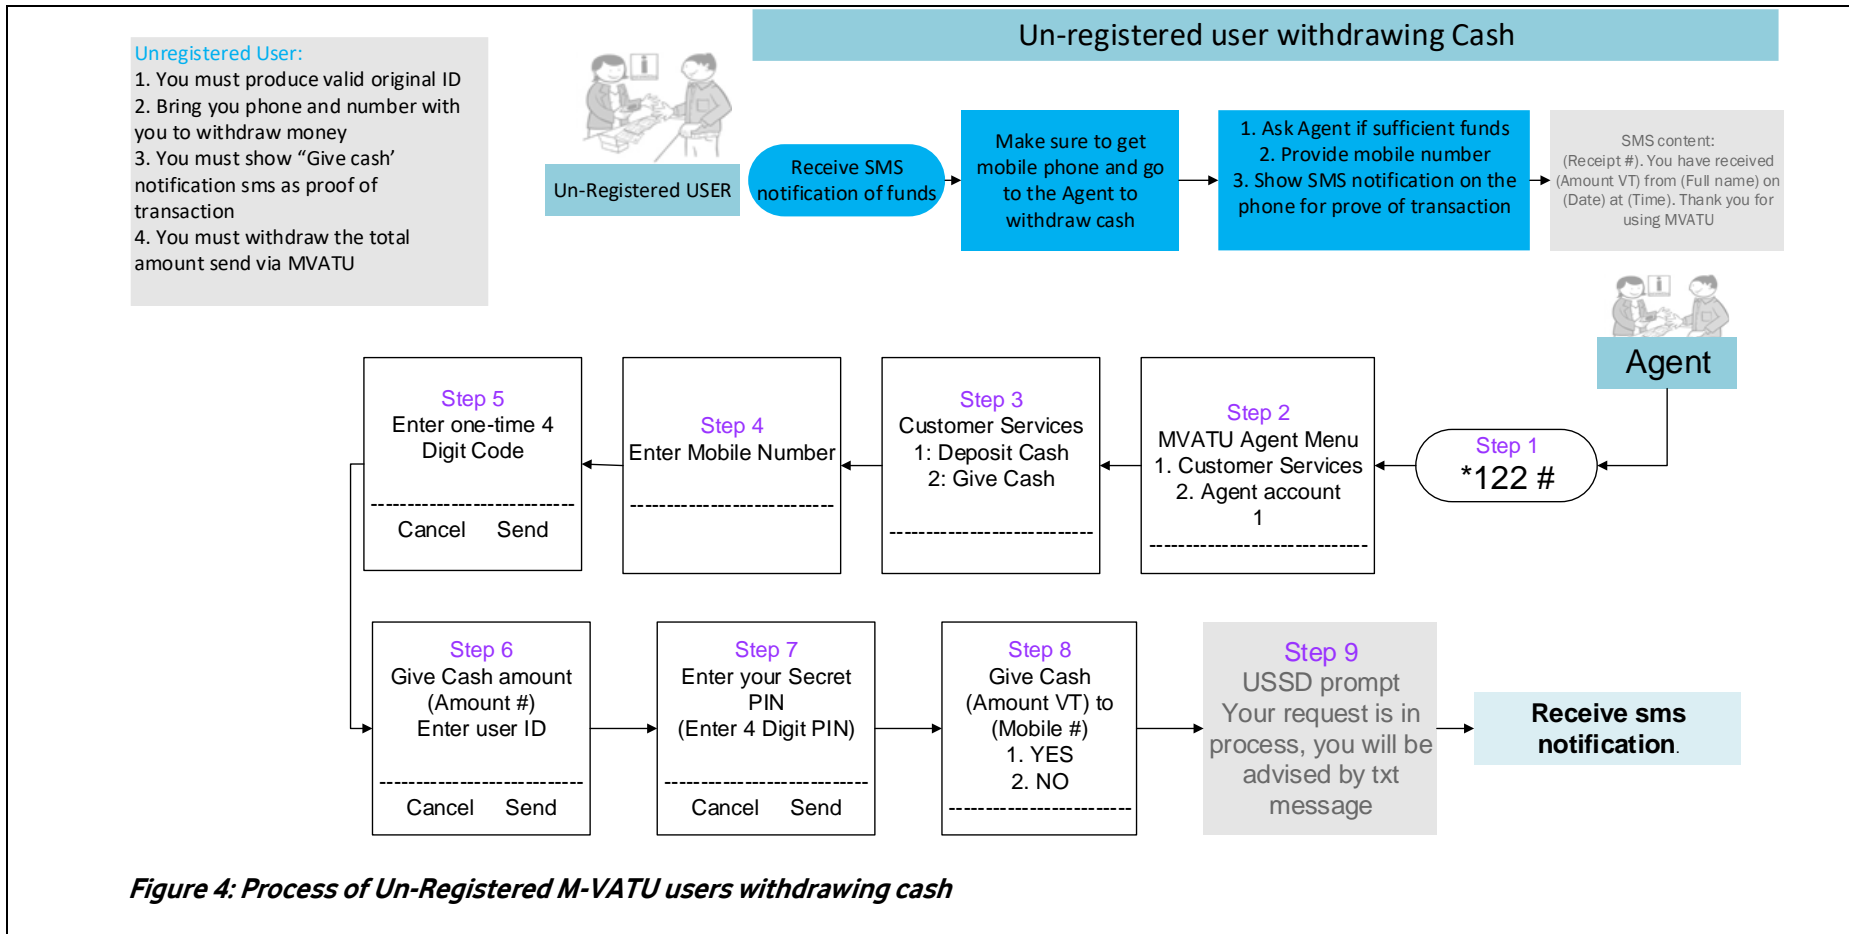 Un-registered user withdrawing Cash
Unregistered User:
1. You must produce valid original ID
2. Bring you phone and number with
you to withdraw money
3. You must show “Give cash’
notification sms as proof of
transaction
4. You must withdraw the total
amount send via MVATU
Un-Registered USER
Receive SMS
notification of funds
Make sure to get
mobile phone and go
to the Agent to
withdraw cash
1. Ask Agent if sufficient funds
2. Provide mobile number
3. Show SMS notification on the
phone for prove of transaction
SMS content:
(Receipt #). You have received
(Amount VT) from (Full name) on
(Date) at (Time). Thank you for
using MVATU
Agent
Step 1
*122 #
Step 2
MVATU Agent Menu
1. Customer Services
2. Agent account
1
-----------------------------
Step 3
Customer Services
1: Deposit Cash
2: Give Cash
---------------------------
Step 4
Enter Mobile Number
---------------------------
Step 5
Enter one-time 4
Digit Code
---------------------------
Cancel Send
Step 6
Give Cash amount
(Amount #)
Enter user ID
---------------------------
Cancel Send
Step 7
Enter your Secret
PIN
(Enter 4 Digit PIN)
---------------------------
Cancel Send
Step 8
Give Cash
(Amount VT) to
(Mobile #)
1. YES
2. NO
---------------------------
Step 9
USSD prompt
Your request is in
process, you will be
advised by txt
message
Receive sms
notification.
Figure 4: Process of Un-Registered M-VATU users withdrawing cash